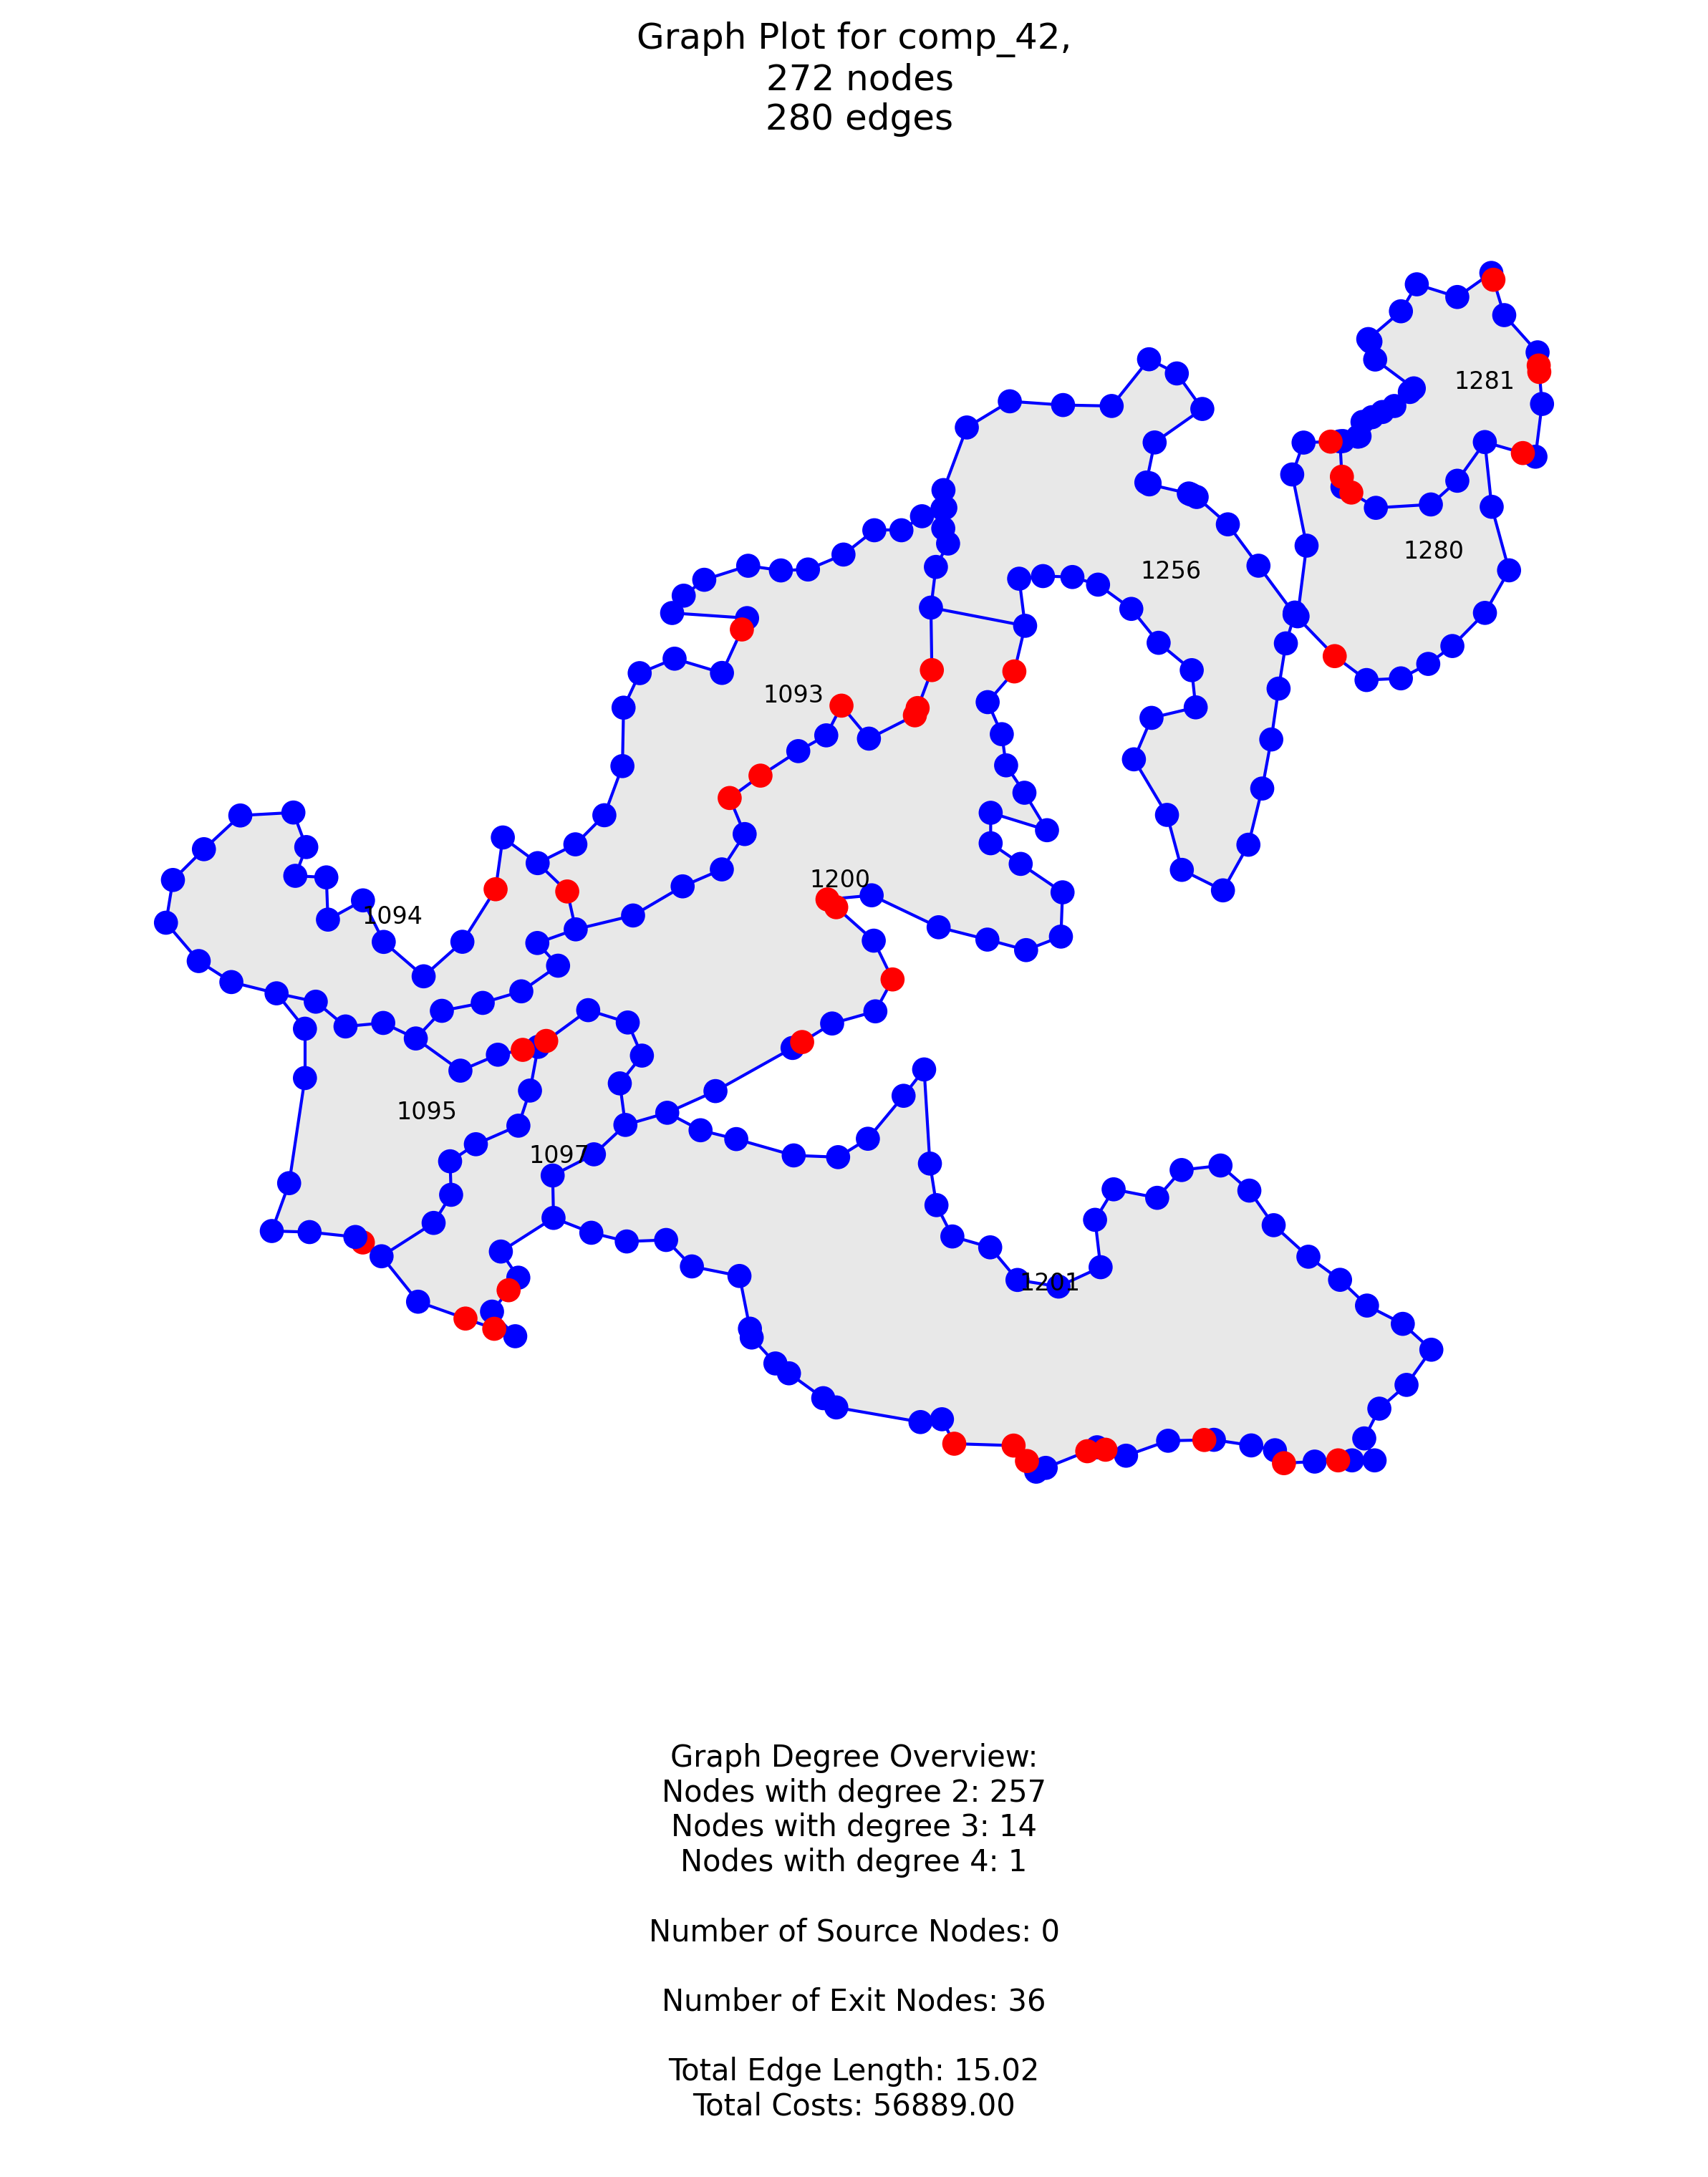 Graph Plot for comp_42,
272 nodes
280 edges
1281
1280
1256
1093
1200
1094
1095
1097
1201
Graph Degree Overview:
Nodes with degree 2: 257
Nodes with degree 3: 14
Nodes with degree 4: 1
Number of Source Nodes: 0
Number of Exit Nodes: 36
Total Edge Length: 15.02
Total Costs: 56889.00